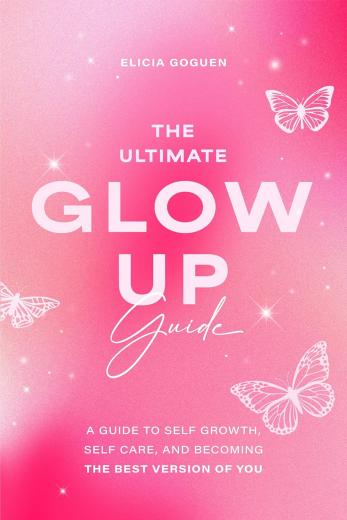 ELICIA GOGUEN
THE
ULTIMATE
GLOW
UP
Guide
A GUIDE TO SELF GROWTH,
SELF CARE, AND BECOMING
THE BEST VERSION OF YOU